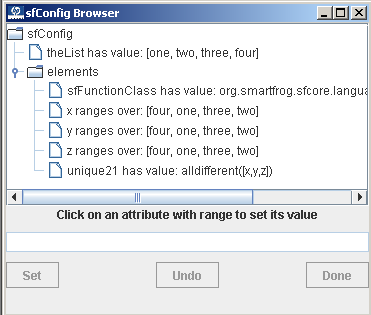 sfConfig Browser
sfConfig
theList has value: [one, two, three, four]
elements
sfFunctionClass has value: org.smartfrog.sfcore.langua
x ranges over: [four, one, three, two]
y ranges over: [four, one, three, two]
z ranges over: [four, one, three, two]
unique21 has value: alldifferent([x,y,z])
Click on an attribute with range to set its value
Set Undo Done